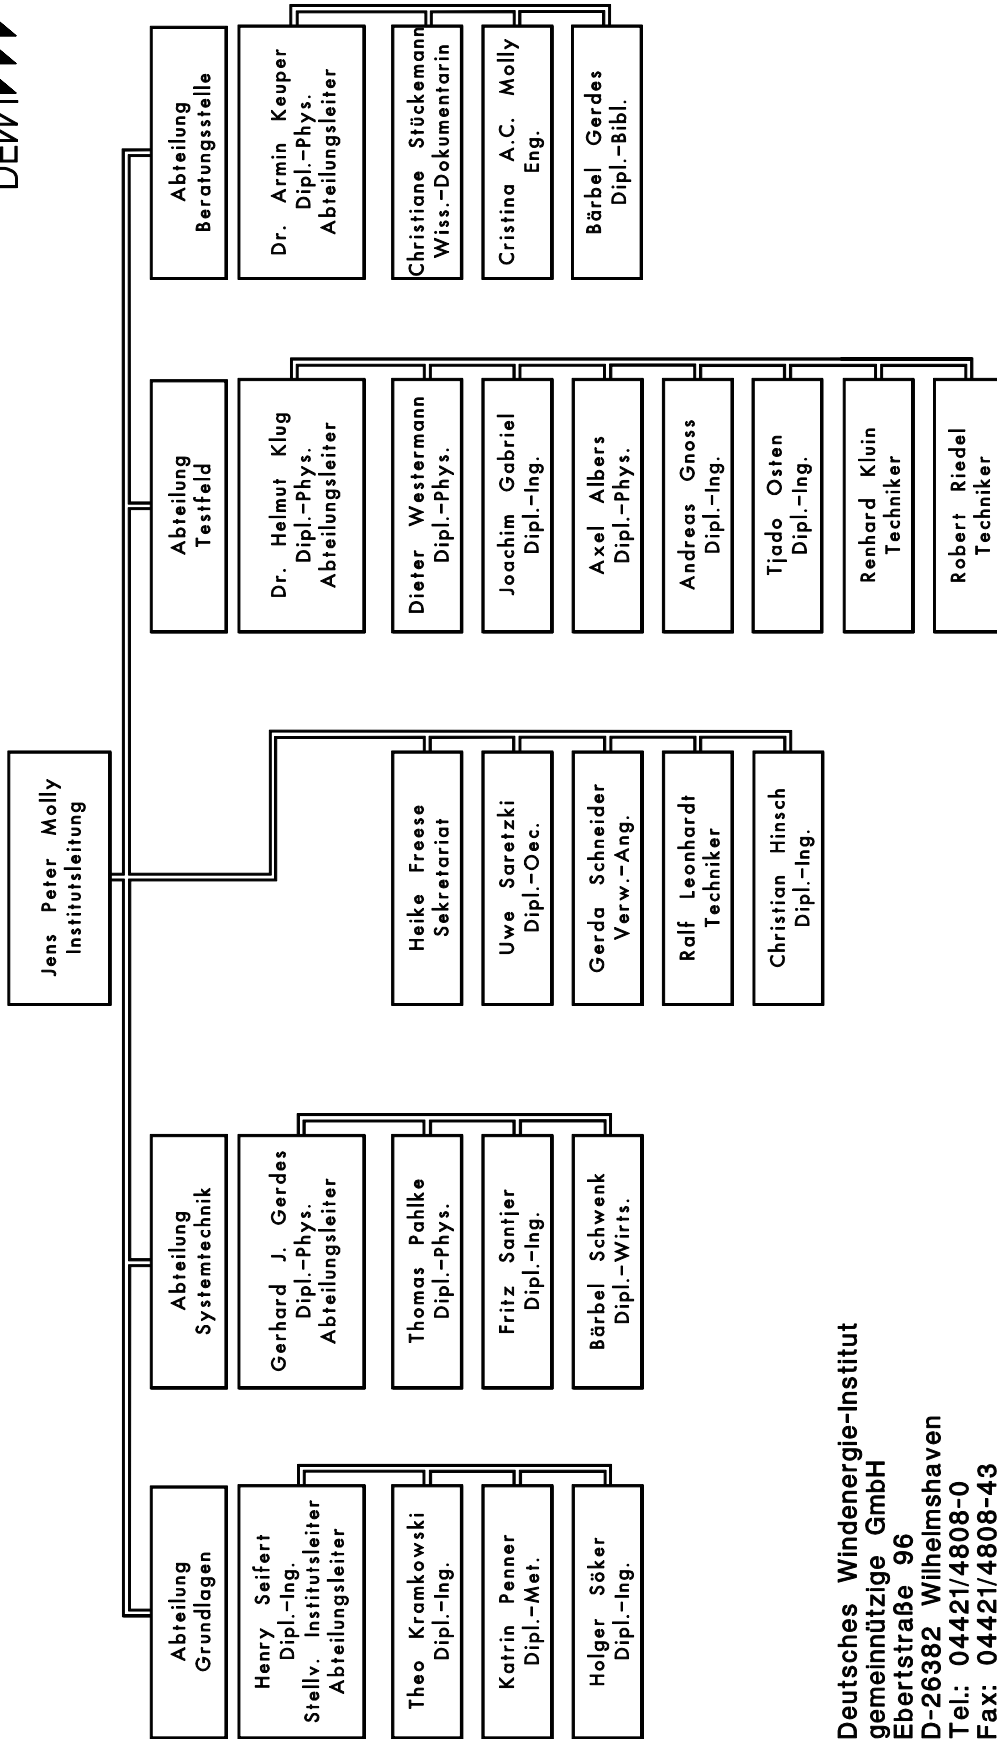 DEWI
Jens Peter Molly
Institutsleitung
Abteilung
Grundlagen
Henry Seifert
Dipl.-Ing.
Stellv. Institutsleiter
Abteilungsleiter
Theo Kramkowski
Dipl.-Ing.
Katrin Penner
Dipl.-Met.
Holger Söker
Dipl.-Ing.
Abteilung
Systemtechnik
Gerhard J. Gerdes
Dipl.-Phys.
Abteilungsleiter
Thomas Pahlke
Dipl.-Phys.
Fritz Santjer
Dipl.-Ing.
Bärbel Schwenk
Dipl.-Wirts.
Heike Freese
Sekretariat
Uwe Saretzki
Dipl.-Oec.
Gerda Schneider
Verw.-Ang.
Ralf Leonhardt
Techniker
Christian Hinsch
Dipl.-Ing.
Abteilung
Testfeld
Dr. Helmut Klug
Dipl.-Phys.
Abteilungsleiter
Dieter Westermann
Dipl.-Phys.
Joachim Gabriel
Dipl.-Ing.
Axel Albers
Dipl.-Phys.
Andreas Gnoss
Dipl.-Ing.
Tjado Osten
Dipl.-Ing.
Renhard Kluin
Techniker
Robert Riedel
Techniker
Abteilung
Beratungsstelle
Dr. Armin Keuper
Dipl.-Phys.
Abteilungsleiter
Christiane Stückemann
Wiss.-Dokumentarin
Cristina A.C. Molly
Eng.
Bärbel Gerdes
Dipl.-Bibl.
Deutsches Windenergie-Institut
gemeinnützige GmbH
Ebertstraße 96
D-26382 Wilhelmshaven
Tel.: 04421/4808-0
Fax: 04421/4808-43